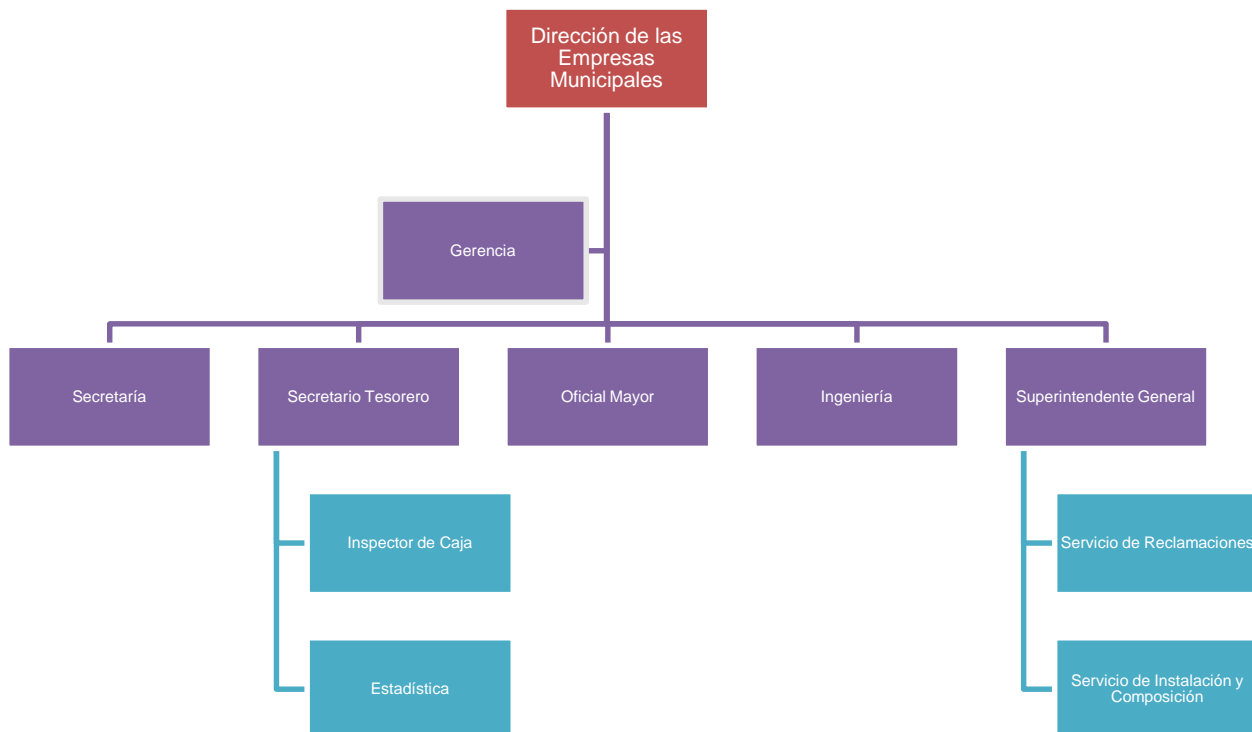 Dirección de las
Empresas
Municipales
Gerencia
Secretaría
Secretario Tesorero
Oficial Mayor
Ingeniería
Superintendente General
Inspector de Caja
Servicio de Reclamaciones
Estadística
Servicio de Instalación y
Composición